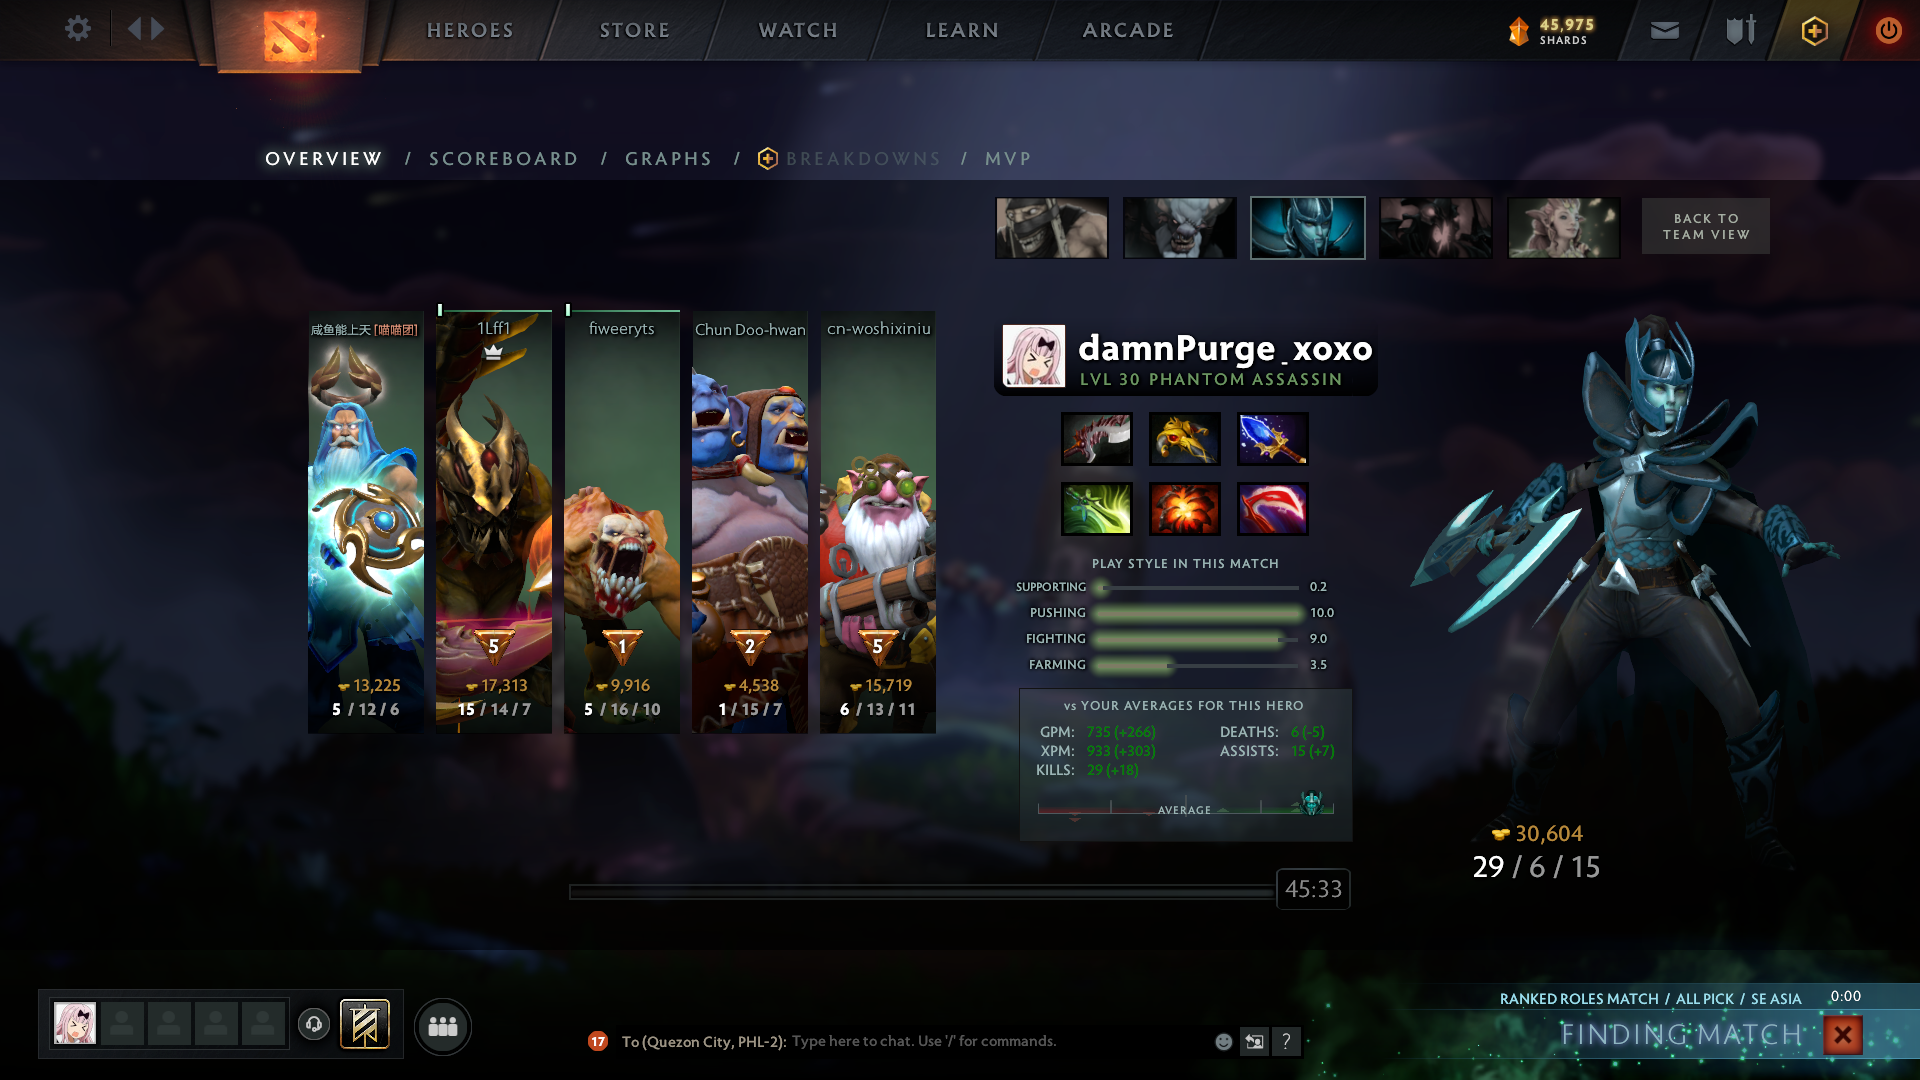 HEROES
STORE
WATCH
LEARN
ARCADE
45,975
SHARDS
OVERVIEW / SCOREBOARD / GRAPHS / BREAKDOWNS / MVP
BACK TO
TEAM VIEW
咸鱼能上天 [喵喵团]
1Lff1
fiweeryts
Chun Doo-hwan
cn-woshixiniu
5
1
2
5
13,225
17,313
9,916
4,538
15,719
5 / 12 / 6
15 / 14 / 7
5 / 16 / 10
1 / 15 / 7
6 / 13 / 11
damnPurge_xoxo
LVL 30 PHANTOM ASSASSIN
PLAY STYLE IN THIS MATCH
SUPPORTING 0.2
PUSHING 10.0
FIGHTING 9.0
FARMING 3.5
vs YOUR AVERAGES FOR THIS HERO
GPM: 735 (+266) DEATHS: 6 (-5)
XPM: 933 (+303) ASSISTS: 15 (+7)
KILLS: 29 (+18)
AVERAGE
30,604
29 / 6 / 15
45:33
RANKED ROLES MATCH / ALL PICK / SE ASIA 0:00
FINDING MATCH
17 To (Quezon City, PHL-2): Type here to chat. Use '/' for commands.
?